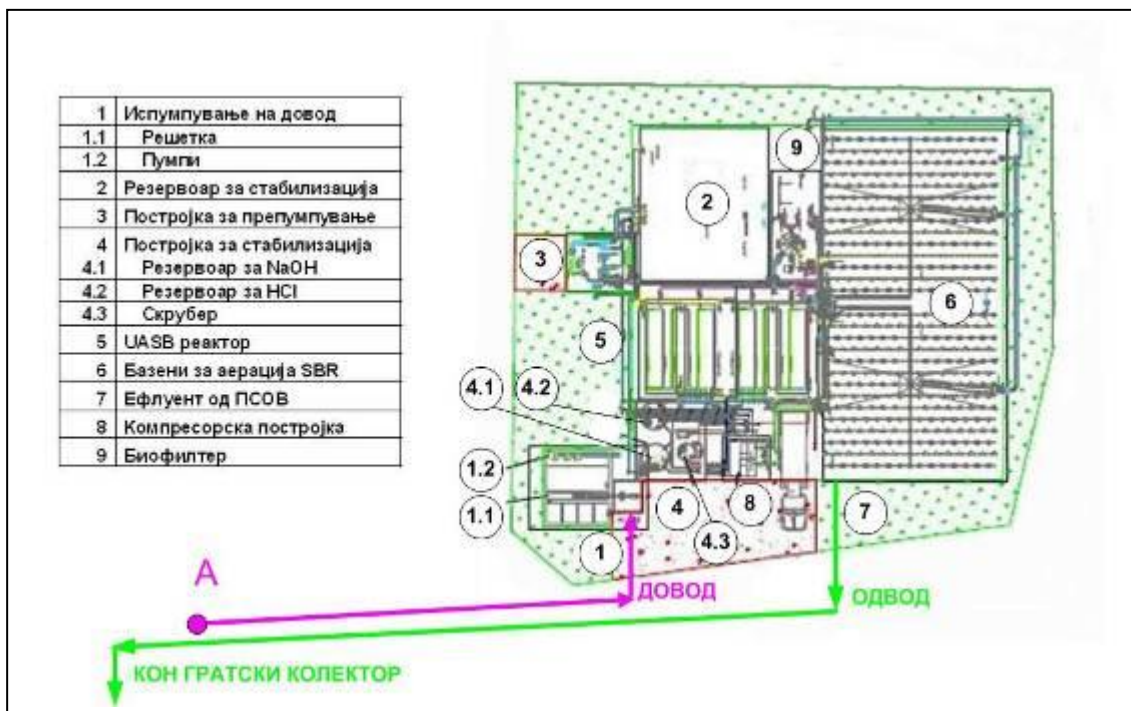 1 Испумпување на довод
1.1 Решетка
1.2 Пумпи
2 Резервоар за стабилизација
3 Постројка за препумпување
4 Постројка за стабилизација
4.1 Резервоар за NaOH
4.2 Резервоар за HCl
4.3 Скрубер
5 UASB реактор
6 Базени за аерација SBR
7 Ефлуент од ПСОВ
8 Компресорска постројка
9 Биофилтер
9
2
3
6
5
4.1
4.2
1.2
1.1
4
8
7
4.3
1
A
ДОВОД
ОДВОД
КОН ГРАТСКИ КОЛЕКТОР